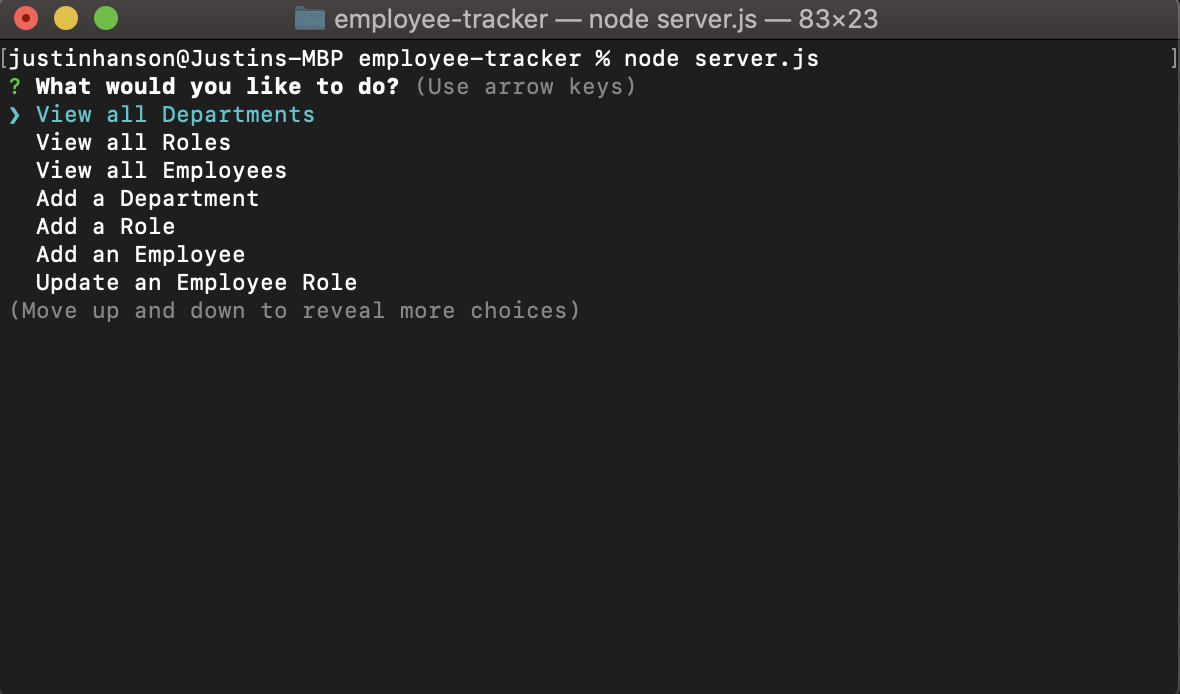 employee-tracker — node server.js — 83×23
[justinhanson@Justins-MBP employee-tracker % node server.js ]
? What would you like to do? (Use arrow keys)
❯ View all Departments
View all Roles
View all Employees
Add a Department
Add a Role
Add an Employee
Update an Employee Role
(Move up and down to reveal more choices)